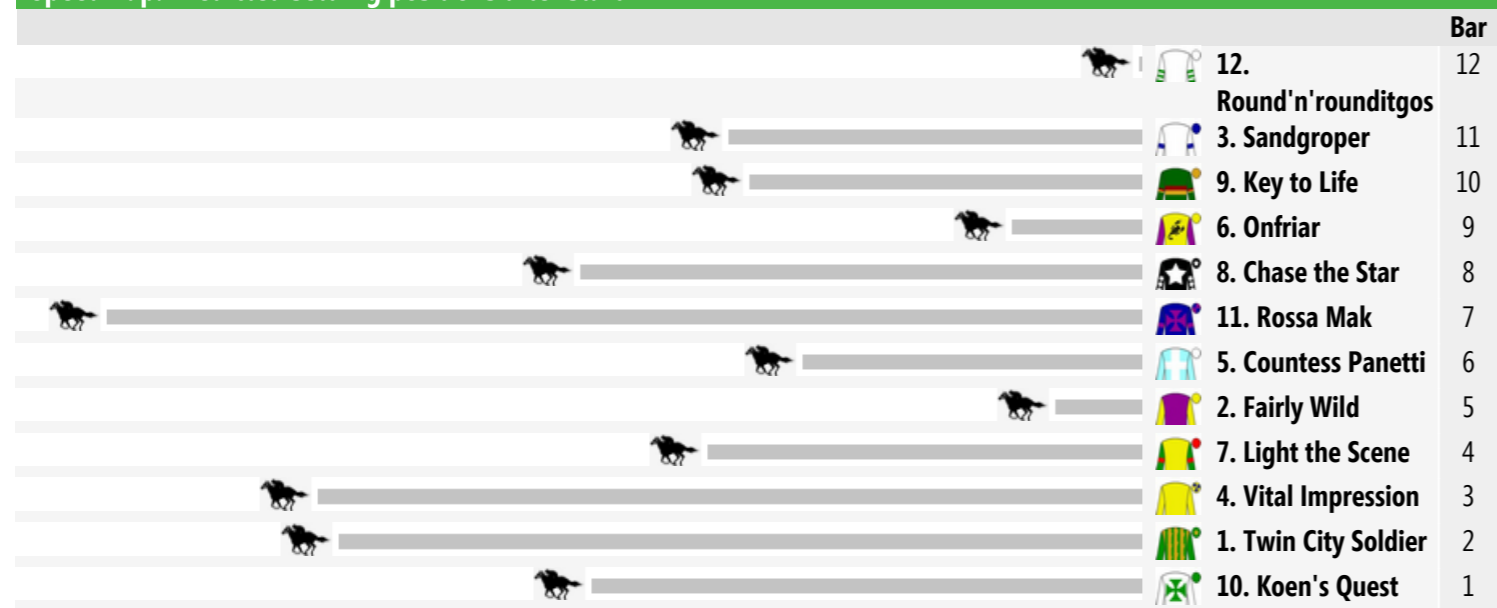 Bar
12. 12
Round'n'rounditgos
3. Sandgroper 11
9. Key to Life 10
6. Onfriar 9
8. Chase the Star 8
11. Rossa Mak 7
5. Countess Panetti 6
2. Fairly Wild 5
7. Light the Scene 4
4. Vital Impression 3
1. Twin City Soldier 2
10. Koen's Quest 1